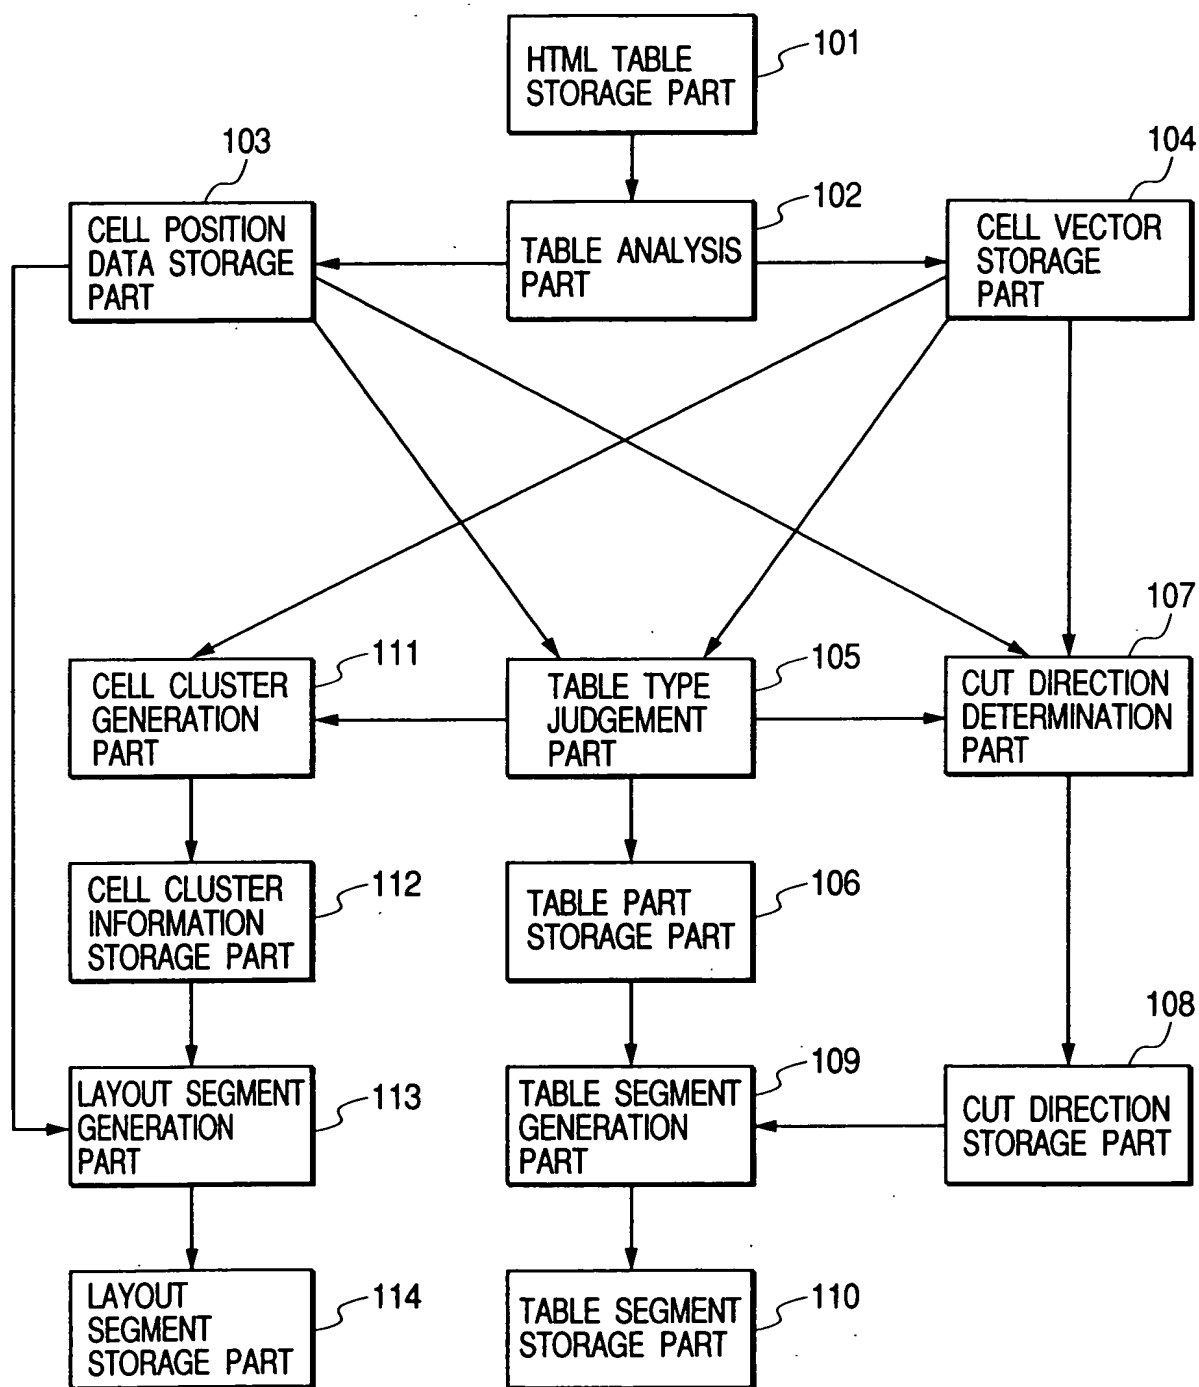 HTML TABLE
STORAGE PART
101
103
104
CELL POSITION
DATA STORAGE
PART
TABLE ANALYSIS
PART
102
CELL VECTOR
STORAGE
PART
CELL CLUSTER
GENERATION
PART
111
TABLE TYPE
JUDGEMENT
PART
105
107
CUT DIRECTION
DETERMINATION
PART
CELL CLUSTER
INFORMATION
STORAGE PART
112
TABLE PART
STORAGE PART
106
108
LAYOUT SEGMENT
GENERATION
PART
113
TABLE SEGMENT
GENERATION
PART
109
CUT DIRECTION
STORAGE PART
LAYOUT
SEGMENT
STORAGE PART
114
TABLE SEGMENT
STORAGE PART
110